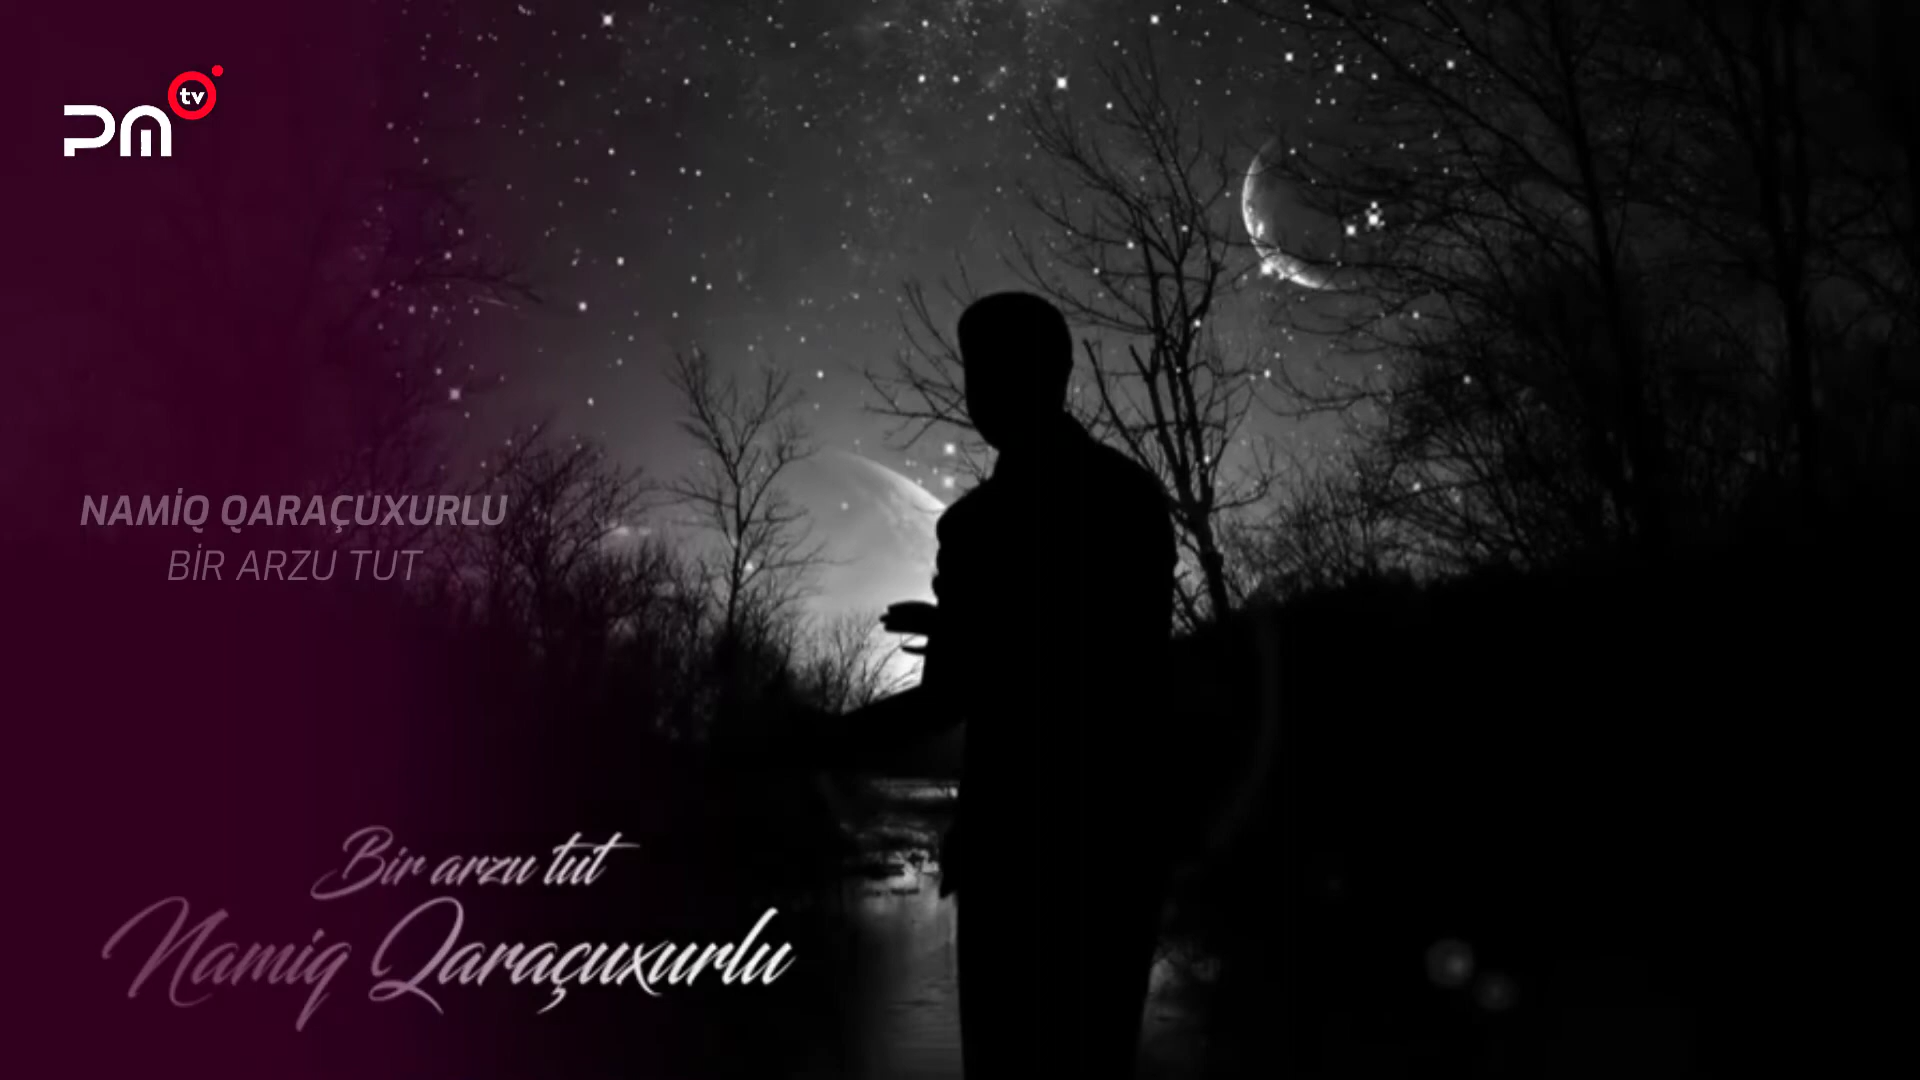 PM tv
NAMİQ QARAÇUXURLU
BİR ARZU TUT
Bir arzu tut
Namiq Qaraçuxurlu